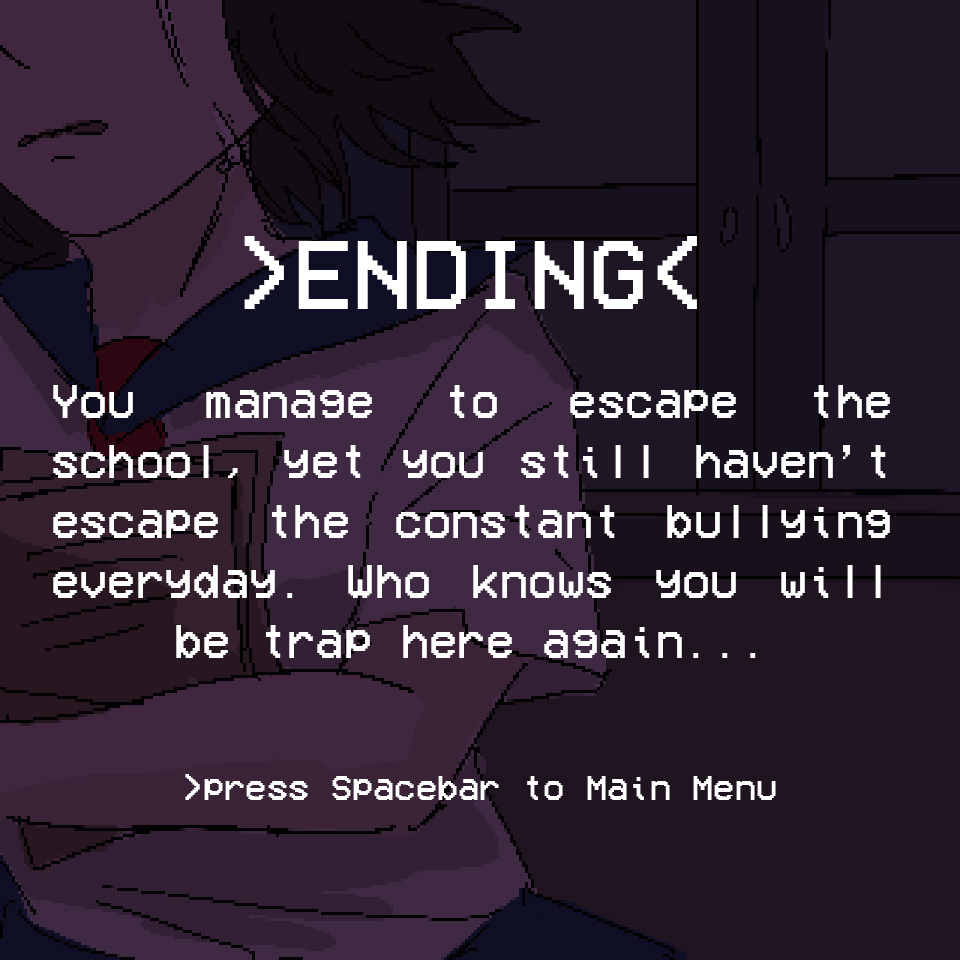 >ENDING<
You manage to escape the
school, yet you still haven't
escape the constant bullying
everyday. Who knows you will
be trap here again...
>press Spacebar to Main Menu